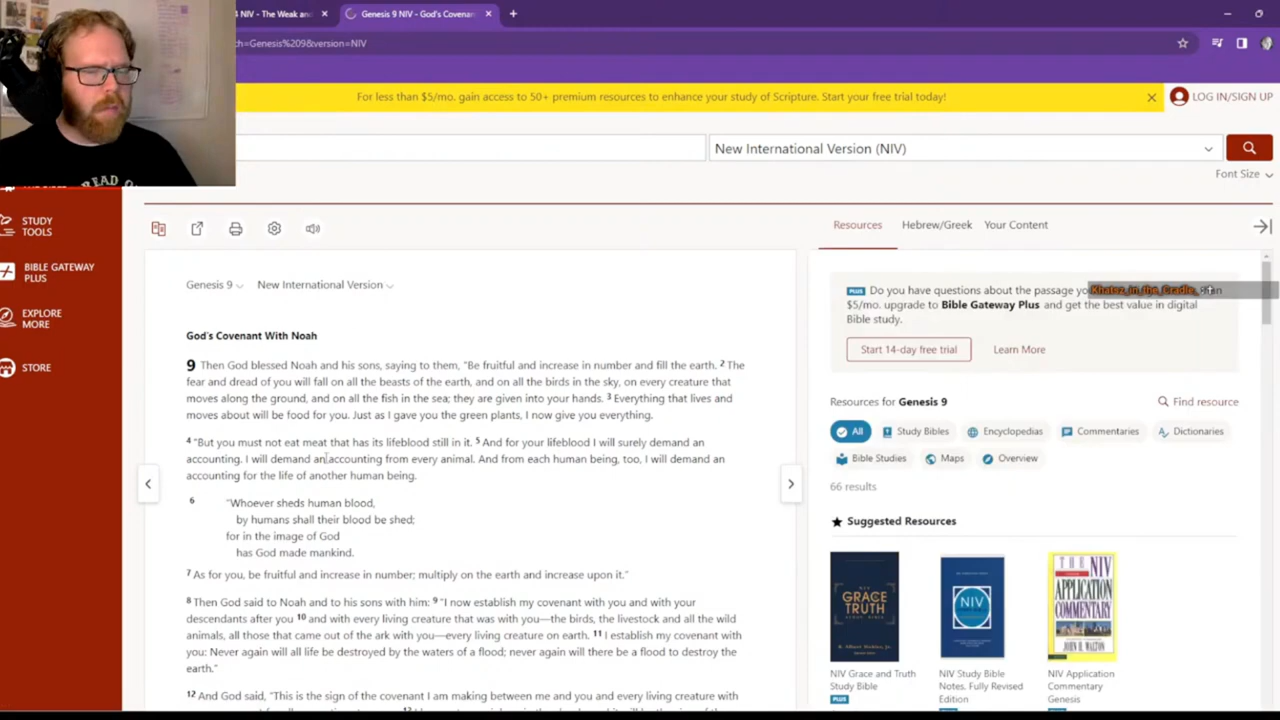 4 NIV - The Weak and
Genesis 9 NIV - God's Covenan
ch=Genesis%209&version=NIV
For less than $5/mo. gain access to 50+ premium resources to enhance your study of Scripture. Start your free trial today!
LOG IN/SIGN UP
New International Version (NIV)
Font Size
READ
STUDY
TOOLS
BIBLE GATEWAY
PLUS
EXPLORE
MORE
STORE
Genesis 9
New International Version
God's Covenant With Noah
9 Then God blessed Noah and his sons, saying to them, "Be fruitful and increase in number and fill the earth. 2 The
fear and dread of you will fall on all the beasts of the earth, and on all the birds in the sky, on every creature that
moves along the ground, and on all the fish in the sea; they are given into your hands. 3 Everything that lives and
moves about will be food for you. Just as I gave you the green plants, I now give you everything.
4 "But you must not eat meat that has its lifeblood still in it. 5 And for your lifeblood I will surely demand an
accounting. I will demand an accounting from every animal. And from each human being, too, I will demand an
accounting for the life of another human being.
6 "Whoever sheds human blood,
by humans shall their blood be shed;
for in the image of God
has God made mankind.
7 As for you, be fruitful and increase in number; multiply on the earth and increase upon it."
8 Then God said to Noah and to his sons with him: 9 "I now establish my covenant with you and with your
descendants after you 10 and with every living creature that was with you—the birds, the livestock and all the wild
animals, all those that came out of the ark with you—every living creature on earth. 11 I establish my covenant with
you: Never again will all life be destroyed by the waters of a flood; never again will there be a flood to destroy the
earth."
12 And God said, "This is the sign of the covenant I am making between me and you and every living creature with
Resources
Hebrew/Greek
Your Content
PLUS Do you have questions about the passage
Khatsz_in_the_Cradle_
$5/mo. upgrade to Bible Gateway Plus and get the best value in digital
Bible study.
Start 14-day free trial
Learn More
Resources for Genesis 9
Find resource
All
Study Bibles
Encyclopedias
Commentaries
Dictionaries
Bible Studies
Maps
Overview
66 results
Suggested Resources
NIV
GRACE
TRUTH
NIV
THE NIV
APPLICATION
COMMENTARY
JOHN H. WALTON
NIV Grace and Truth
Study Bible
PLUS
NIV Study Bible
Notes, Fully Revised
Edition
NIV Application
Commentary
Genesis
PLUS